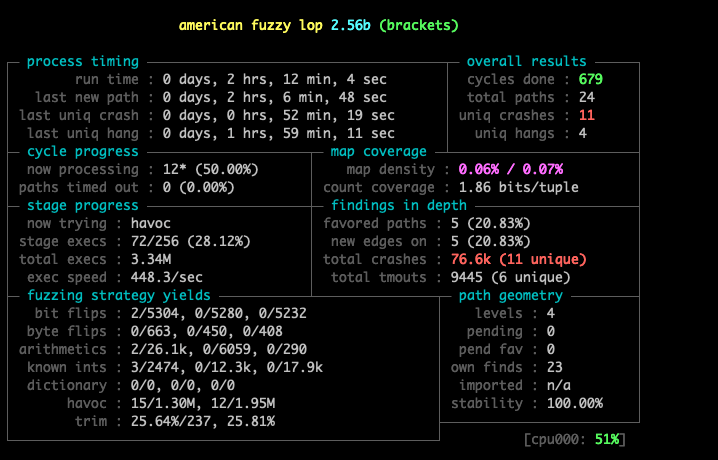 american fuzzy lop 2.56b (brackets)
process timing overall results
run time : 0 days, 2 hrs, 12 min, 4 sec cycles done : 679
last new path : 0 days, 2 hrs, 6 min, 48 sec total paths : 24
last uniq crash : 0 days, 0 hrs, 52 min, 19 sec uniq crashes : 11
last uniq hang : 0 days, 1 hrs, 59 min, 11 sec uniq hangs : 4
cycle progress map coverage
now processing : 12* (50.00%) map density : 0.06% / 0.07%
paths timed out : 0 (0.00%) count coverage : 1.86 bits/tuple
stage progress findings in depth
now trying : havoc favored paths : 5 (20.83%)
stage execs : 72/256 (28.12%) new edges on : 5 (20.83%)
total execs : 3.34M total crashes : 76.6k (11 unique)
exec speed : 448.3/sec total tmouts : 9445 (6 unique)
fuzzing strategy yields path geometry
bit flips : 2/5304, 0/5280, 0/5232 levels : 4
byte flips : 0/663, 0/450, 0/408 pending : 0
arithmetics : 2/26.1k, 0/6059, 0/290 pend fav : 0
known ints : 3/2474, 0/12.3k, 0/17.9k own finds : 23
dictionary : 0/0, 0/0, 0/0 imported : n/a
havoc : 15/1.30M, 12/1.95M stability : 100.00%
trim : 25.64%/237, 25.81%
[cpu000: 51%]